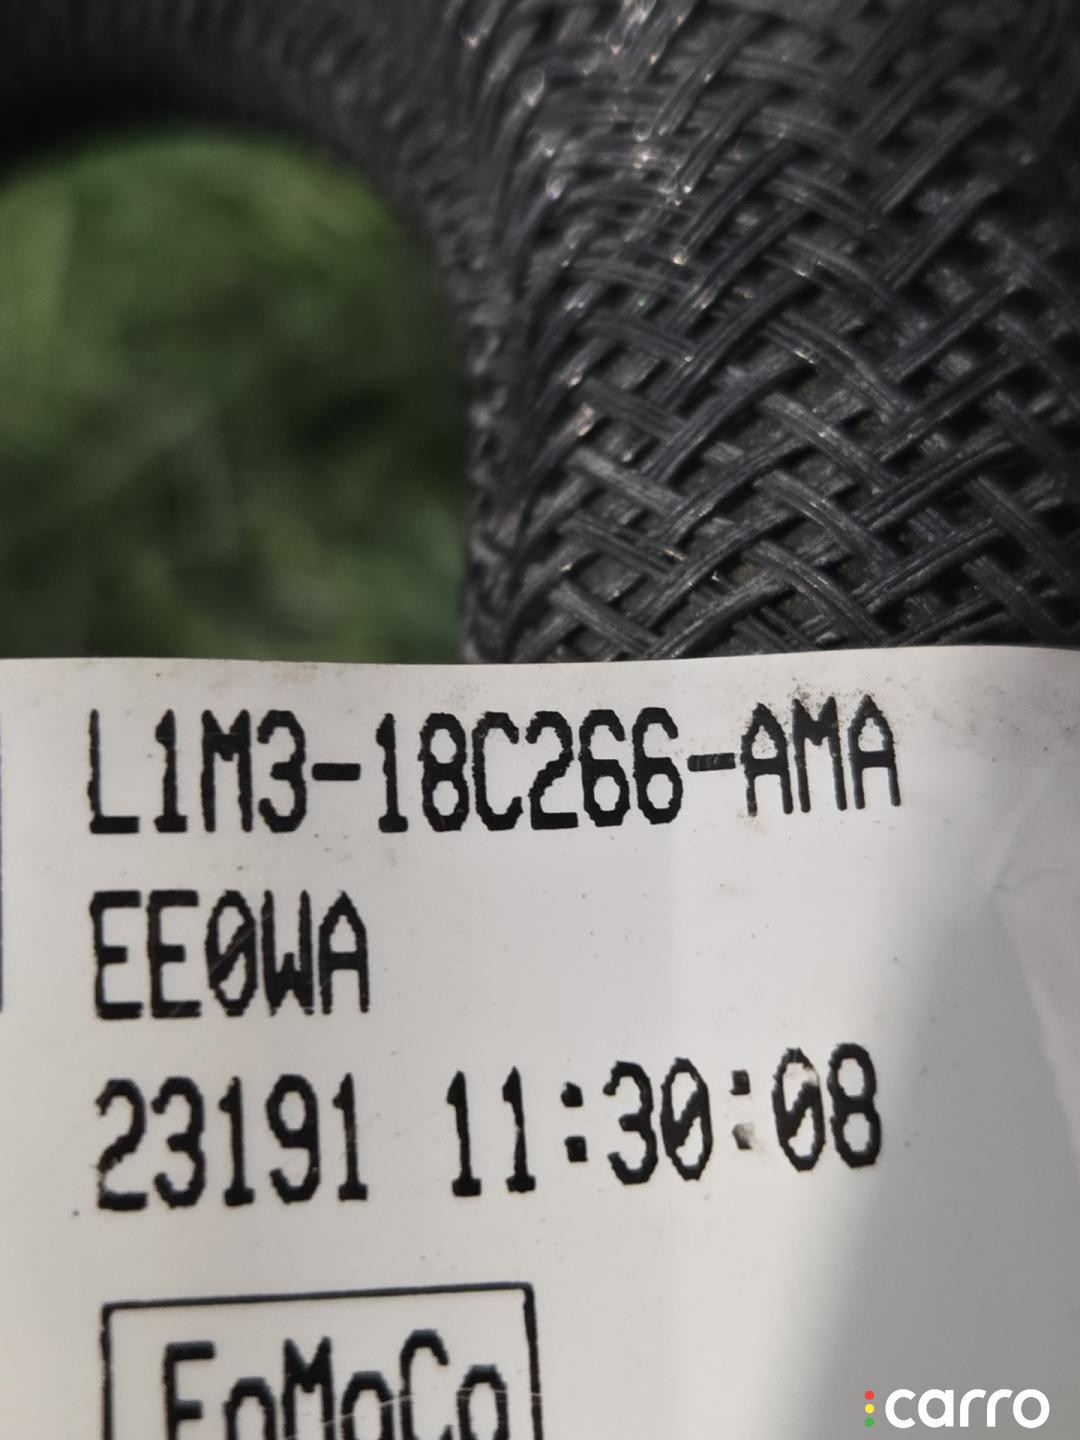 L1M3-18C266-AMA
EE0WA
23191 11:30:08
FoMoCo
carro